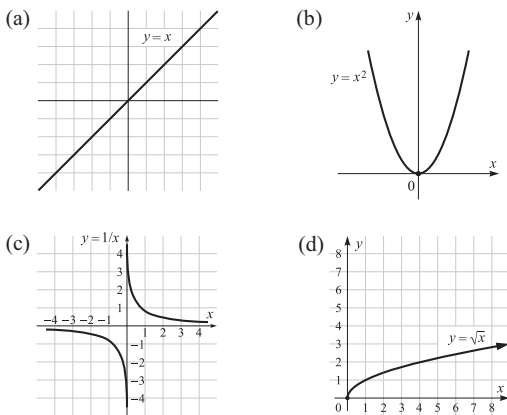 (a)
y = x
(b)
y
y = x²
x
0
(c)
y = 1/x
4
3
2
1
x
−4 −3 −2 −1
1 2 3 4
−1
−2
−3
−4
(d)
y
8
7
6
5
4
3
2
1
y = √x
x
0 1 2 3 4 5 6 7 8